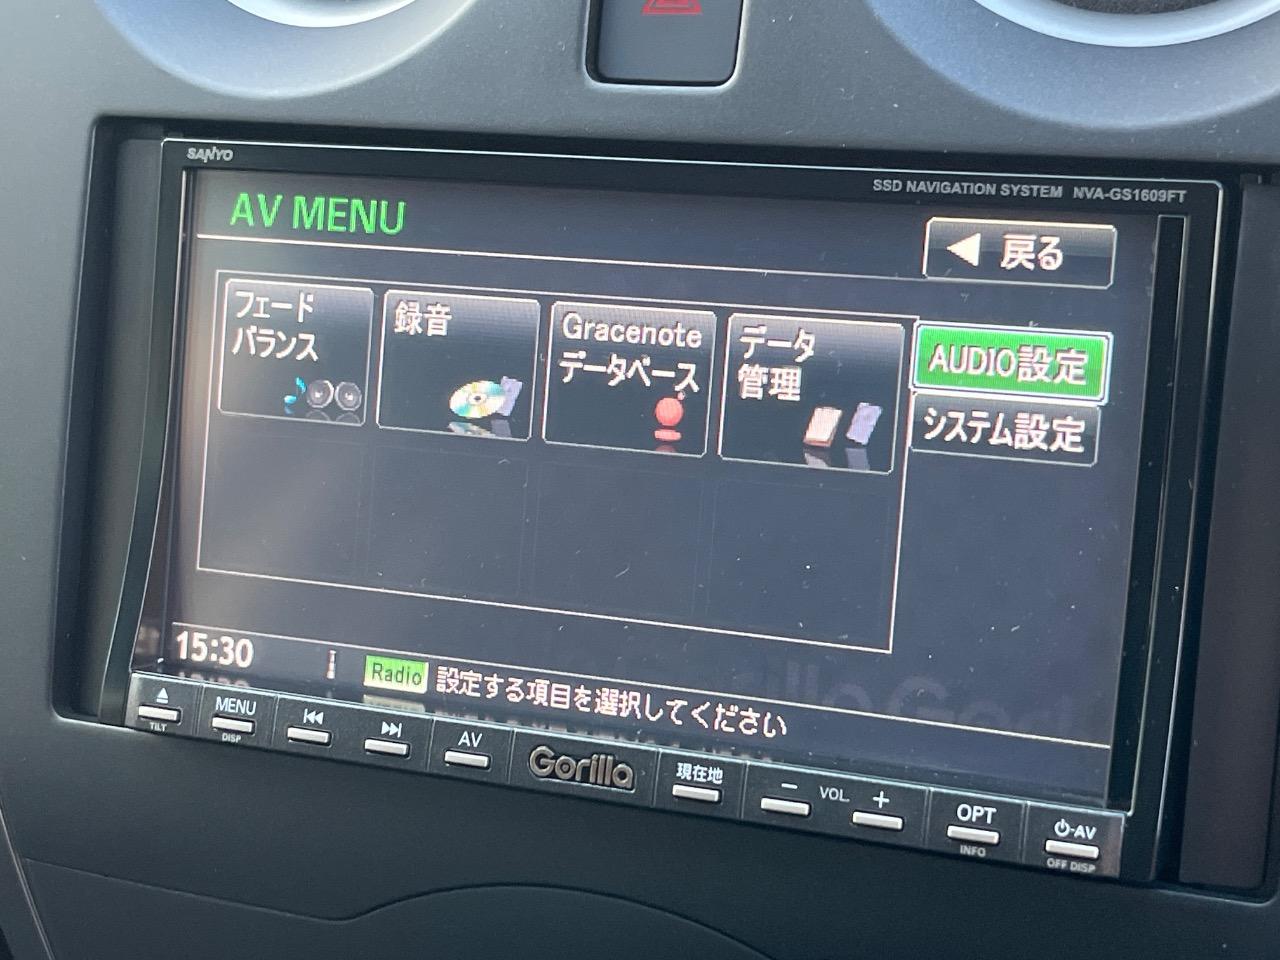 SANYO
SSD NAVIGATION SYSTEM NVA-GS1609FT
AV MENU
戻る
フェード
バランス
録音
Gracenote
データベース
データ
管理
AUDIO設定
システム設定
15:30
Radio 設定する項目を選択してください
TILT
MENU
DISP
AV
Gorilla
現在地
− VOL +
OPT
INFO
⏻-AV
OFF DISP